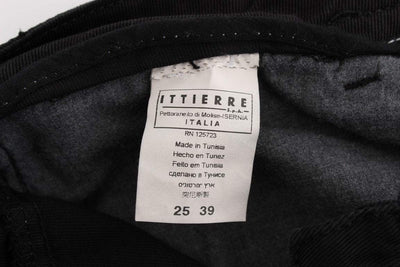 ITTIERRE
S.p.A.
Pettoranello di Molise-ISERNIA
ITALIA
RN 125723
Made in Tunisia
Hecho en Tunez
Feito em Tunisia
сделано в Тунисе
ארץ
25 39